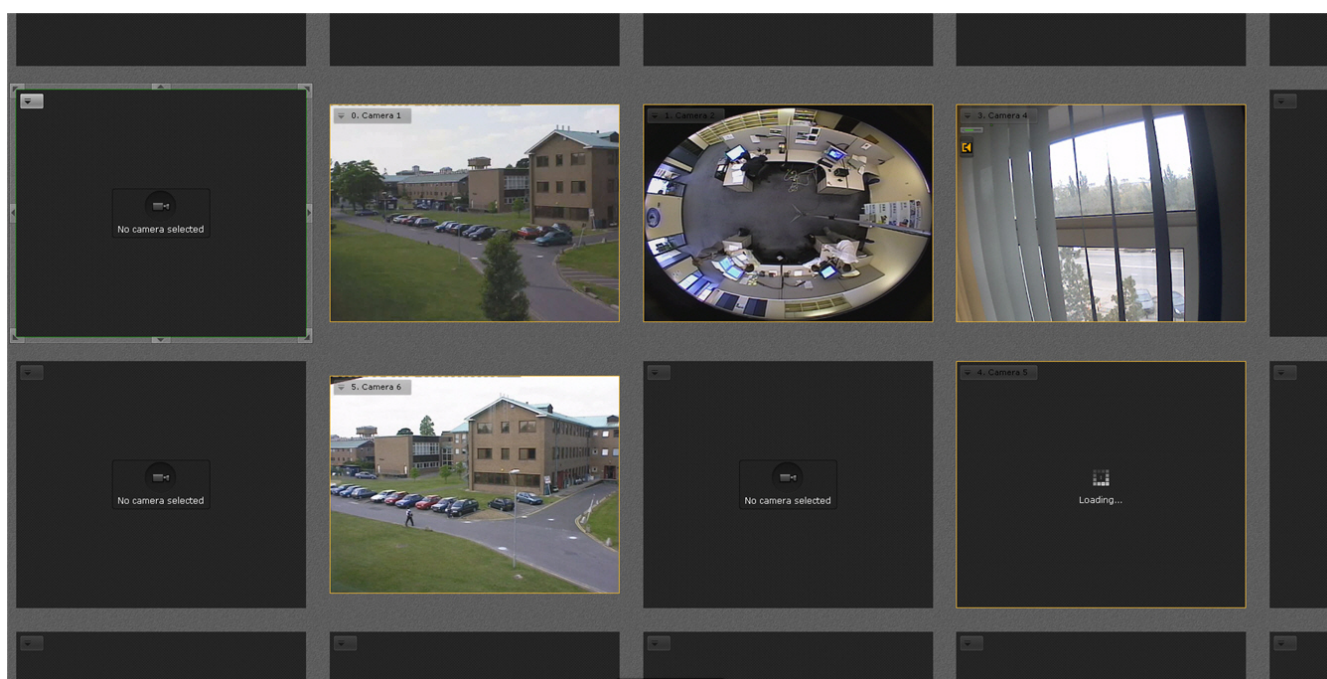 0. Camera 1
1. Camera 2
3. Camera 4
No camera selected
5. Camera 6
4. Camera 5
No camera selected
No camera selected
Loading...